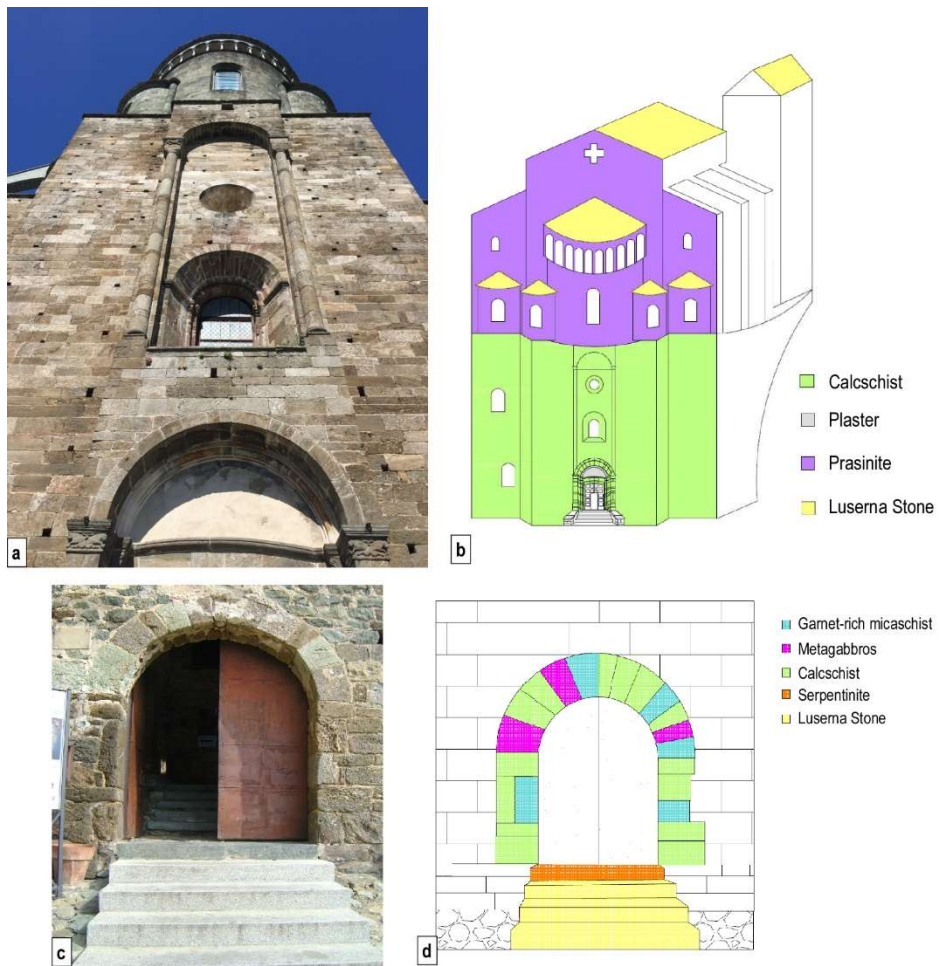 a
b
Calcschist
Plaster
Prasinite
Luserna Stone
c
d
Garnet-rich micaschist
Metagabbros
Calcschist
Serpentinite
Luserna Stone